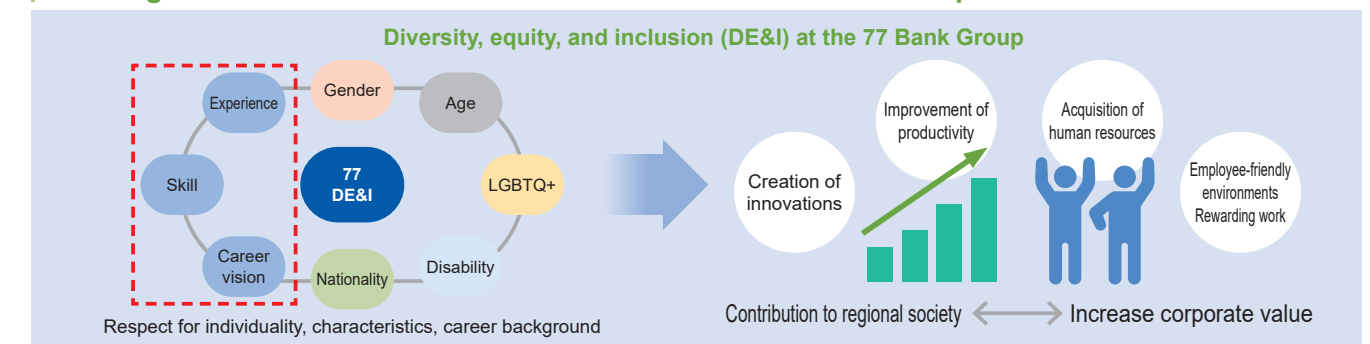 Diversity, equity, and inclusion (DE&I) at the 77 Bank Group
Experience
Gender
Age
Skill
77
DE&I
LGBTQ+
Career
vision
Nationality
Disability
Respect for individuality, characteristics, career background
Creation of
innovations
Improvement of
productivity
Acquisition of
human resources
Employee-friendly
environments
Rewarding work
Contribution to regional society
Increase corporate value